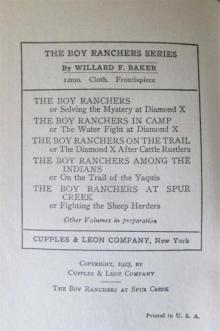 THE BOY RANCHERS SERIES
By WILLARD F. BAKER
12mo. Cloth. Frontispiece
THE BOY RANCHERS
or Solving the Mystery at Diamond X
THE BOY RANCHERS IN CAMP
or The Water Fight at Diamond X
THE BOY RANCHERS ON THE TRAIL
or The Diamond X After Cattle Rustlers
THE BOY RANCHERS AMONG THE
INDIANS
or On the Trail of the Yaquis
THE BOY RANCHERS AT SPUR
CREEK
or Fighting the Sheep Herders
Other Volumes in preparation
CUPPLES & LEON COMPANY, New York
COPYRIGHT, 1923, BY
CUPPLES & LEON COMPANY
THE BOY RANCHERS AT SPUR CREEK
Printed in U. S. A.